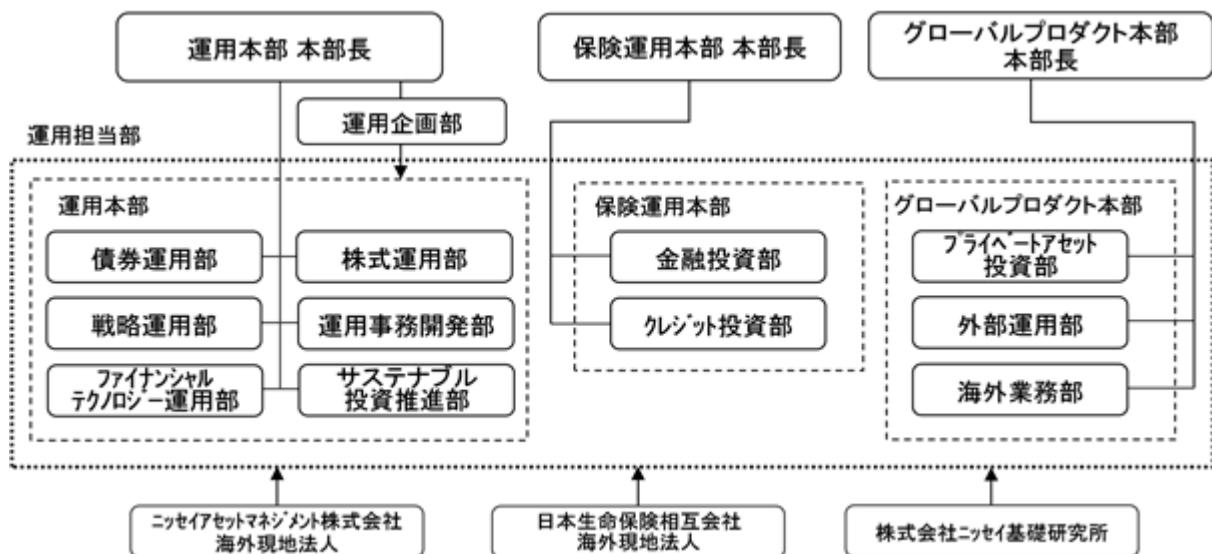 運用本部 本部長
保険運用本部 本部長
グローバルプロダクト本部
本部長
運用企画部
運用担当部
運用本部
債券運用部
株式運用部
戦略運用部
運用事務開発部
ファイナンシャル
テクノロジー運用部
サステナブル
投資推進部
保険運用本部
金融投資部
クレジット投資部
グローバルプロダクト本部
プライベートアセット
投資部
外部運用部
海外業務部
ニッセイアセットマネジメント株式会社
海外現地法人
日本生命保険相互会社
海外現地法人
株式会社ニッセイ基礎研究所